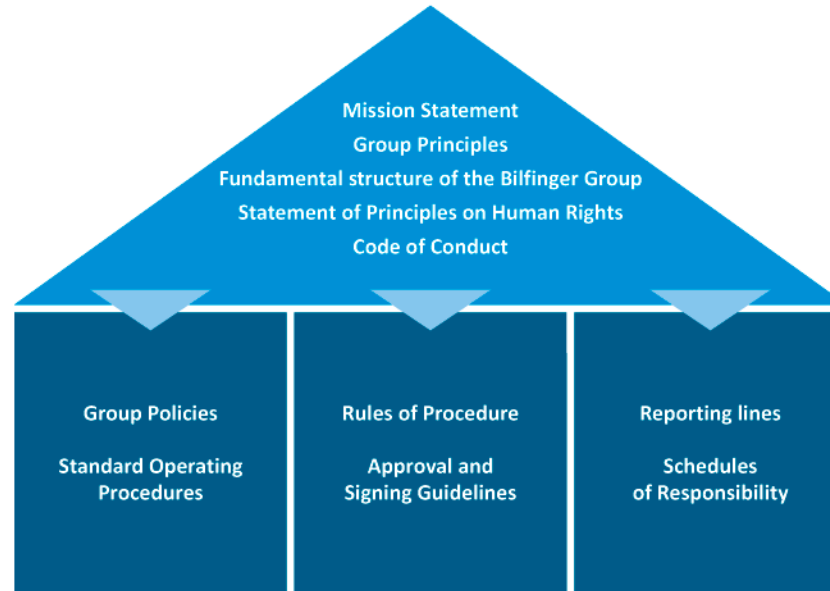 Mission Statement
Group Principles
Fundamental structure of the Bilfinger Group
Statement of Principles on Human Rights
Code of Conduct
Group Policies
Standard Operating
Procedures
Rules of Procedure
Approval and
Signing Guidelines
Reporting lines
Schedules
of Responsibility